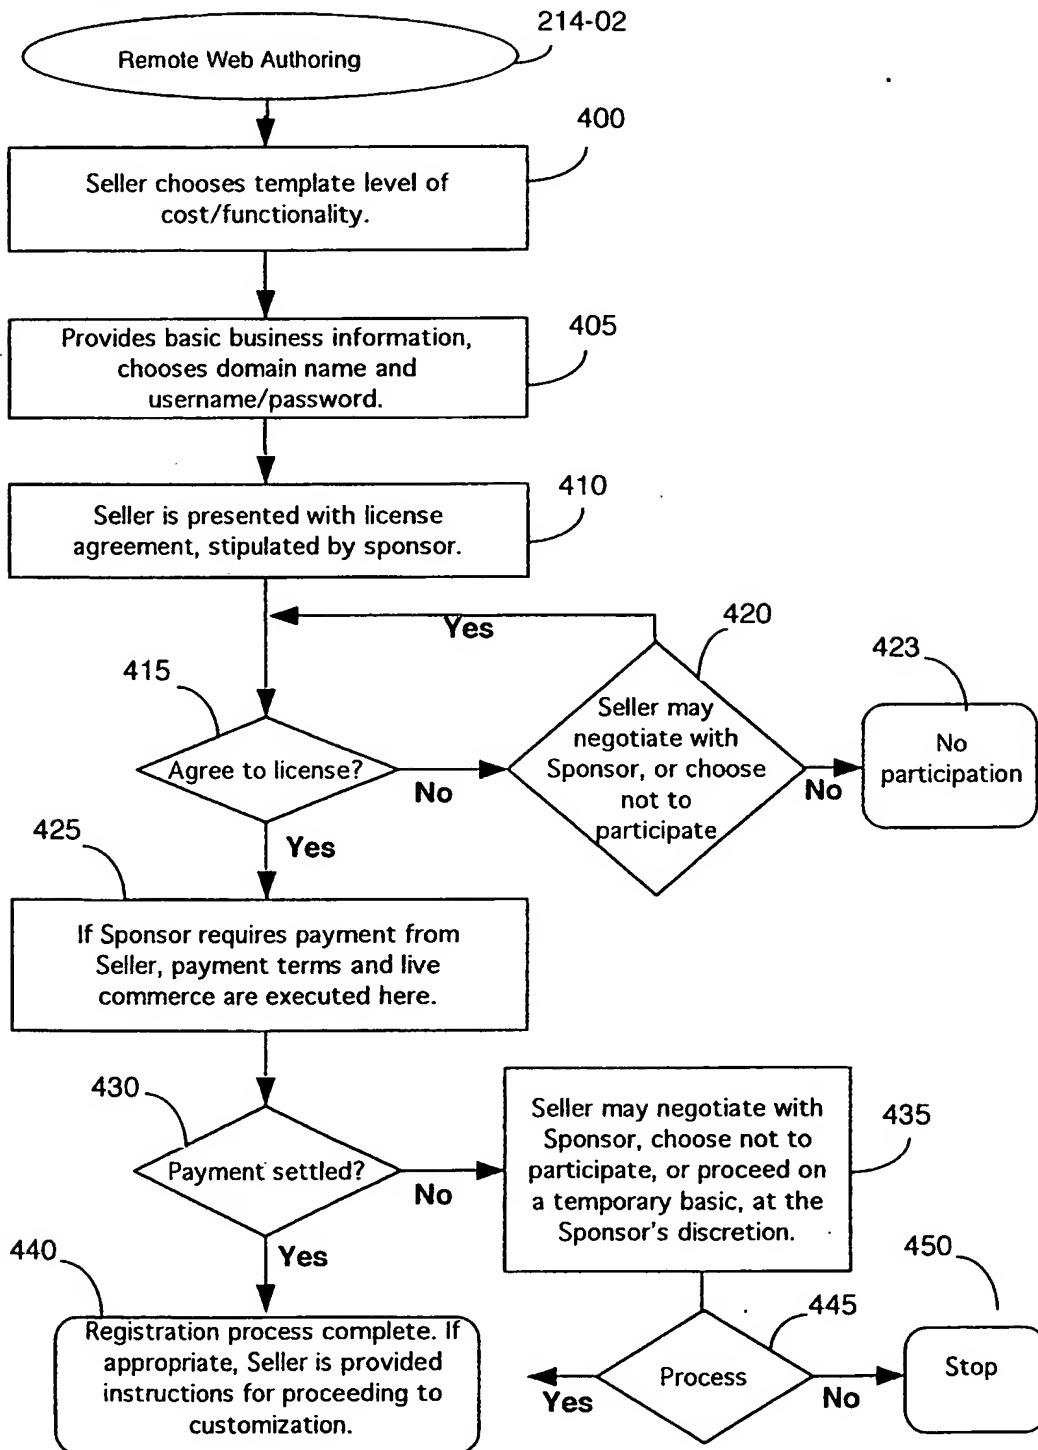 214-02
Remote Web Authoring
400
Seller chooses template level of
cost/functionality.
405
Provides basic business information,
chooses domain name and
username/password.
410
Seller is presented with license
agreement, stipulated by sponsor.
Yes
420
415
423
Agree to license?
No
Seller may
negotiate with
Sponsor, or choose
not to
participate
No
No
participation
Yes
425
If Sponsor requires payment from
Seller, payment terms and live
commerce are executed here.
430
Payment settled?
No
Seller may negotiate with
Sponsor, choose not to
participate, or proceed on
a temporary basic, at the
Sponsor's discretion.
435
Yes
440
Registration process complete. If
appropriate, Seller is provided
instructions for proceeding to
customization.
445
Process
Yes
No
450
Stop